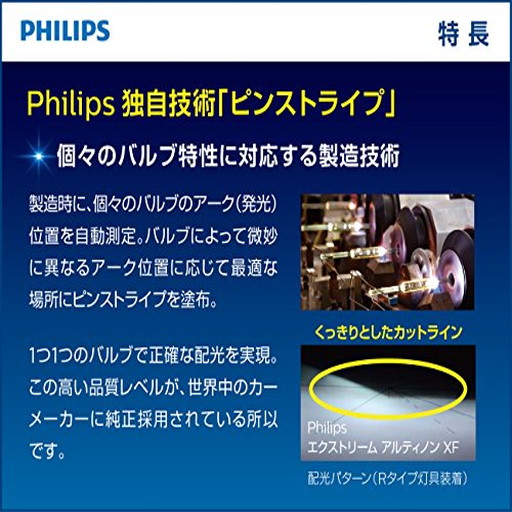 PHILIPS
特長
Philips 独自技術「ピンストライプ」
個々のバルブ特性に対応する製造技術
製造時に、個々のバルブのアーク(発光)
位置を自動測定。バルブによって微妙
に異なるアーク位置に応じて最適な
場所にピンストライプを塗布。
1つ1つのバルブで正確な配光を実現。
この高い品質レベルが、世界中のカー
メーカーに純正採用されている所以
です。
くっきりとしたカットライン
Philips
エクストリーム アルティノン XF
配光パターン(Rタイプ灯具装着)